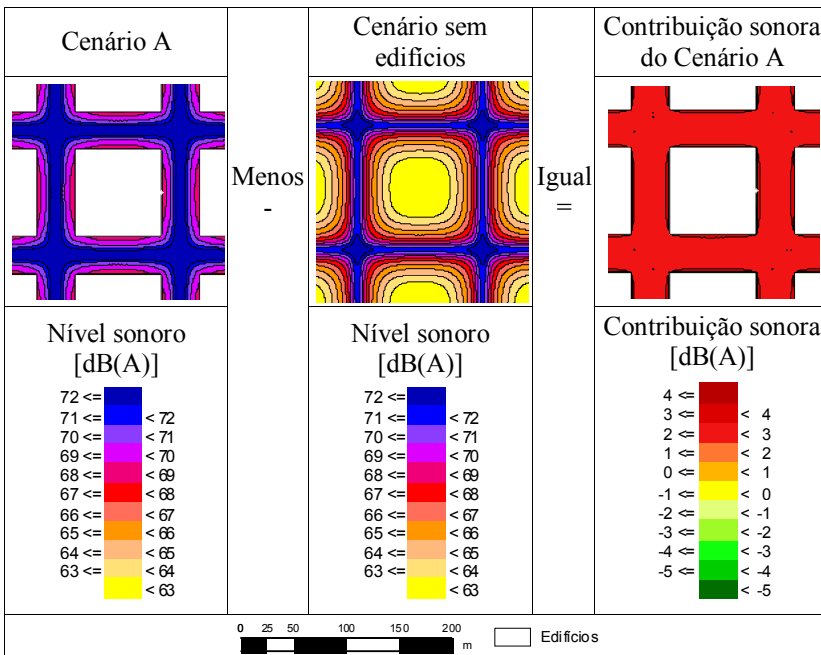 Cenário A
Menos
-
Cenário sem
edifícios
Igual
=
Contribuição sonora
do Cenário A
Nível sonoro
[dB(A)]
72 <=
71 <= < 72
70 <= < 71
69 <= < 70
68 <= < 69
67 <= < 68
66 <= < 67
65 <= < 66
64 <= < 65
63 <= < 64
< 63
Nível sonoro
[dB(A)]
72 <=
71 <= < 72
70 <= < 71
69 <= < 70
68 <= < 69
67 <= < 68
66 <= < 67
65 <= < 66
64 <= < 65
63 <= < 64
< 63
Contribuição sonora
[dB(A)]
4 <=
3 <= < 4
2 <= < 3
1 <= < 2
0 <= < 1
-1 <= < 0
-2 <= < -1
-3 <= < -2
-4 <= < -3
-5 <= < -4
< -5
0 25 50 100 150 200
m
Edifícios